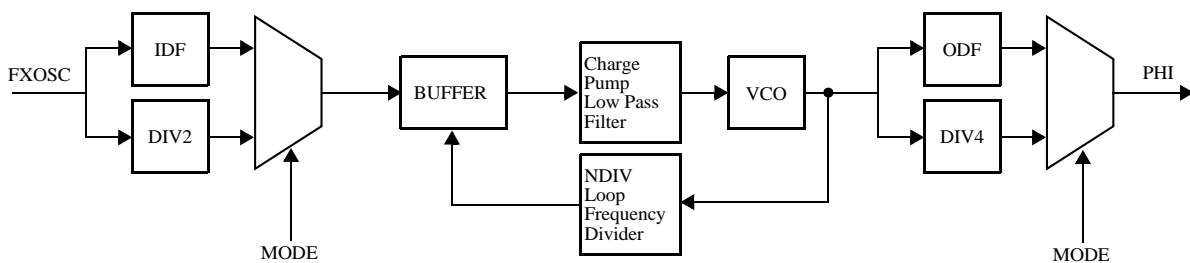 FXOSC
IDF
DIV2
MODE
BUFFER
Charge
Pump
Low Pass
Filter
NDIV
Loop
Frequency
Divider
VCO
ODF
DIV4
MODE
PHI